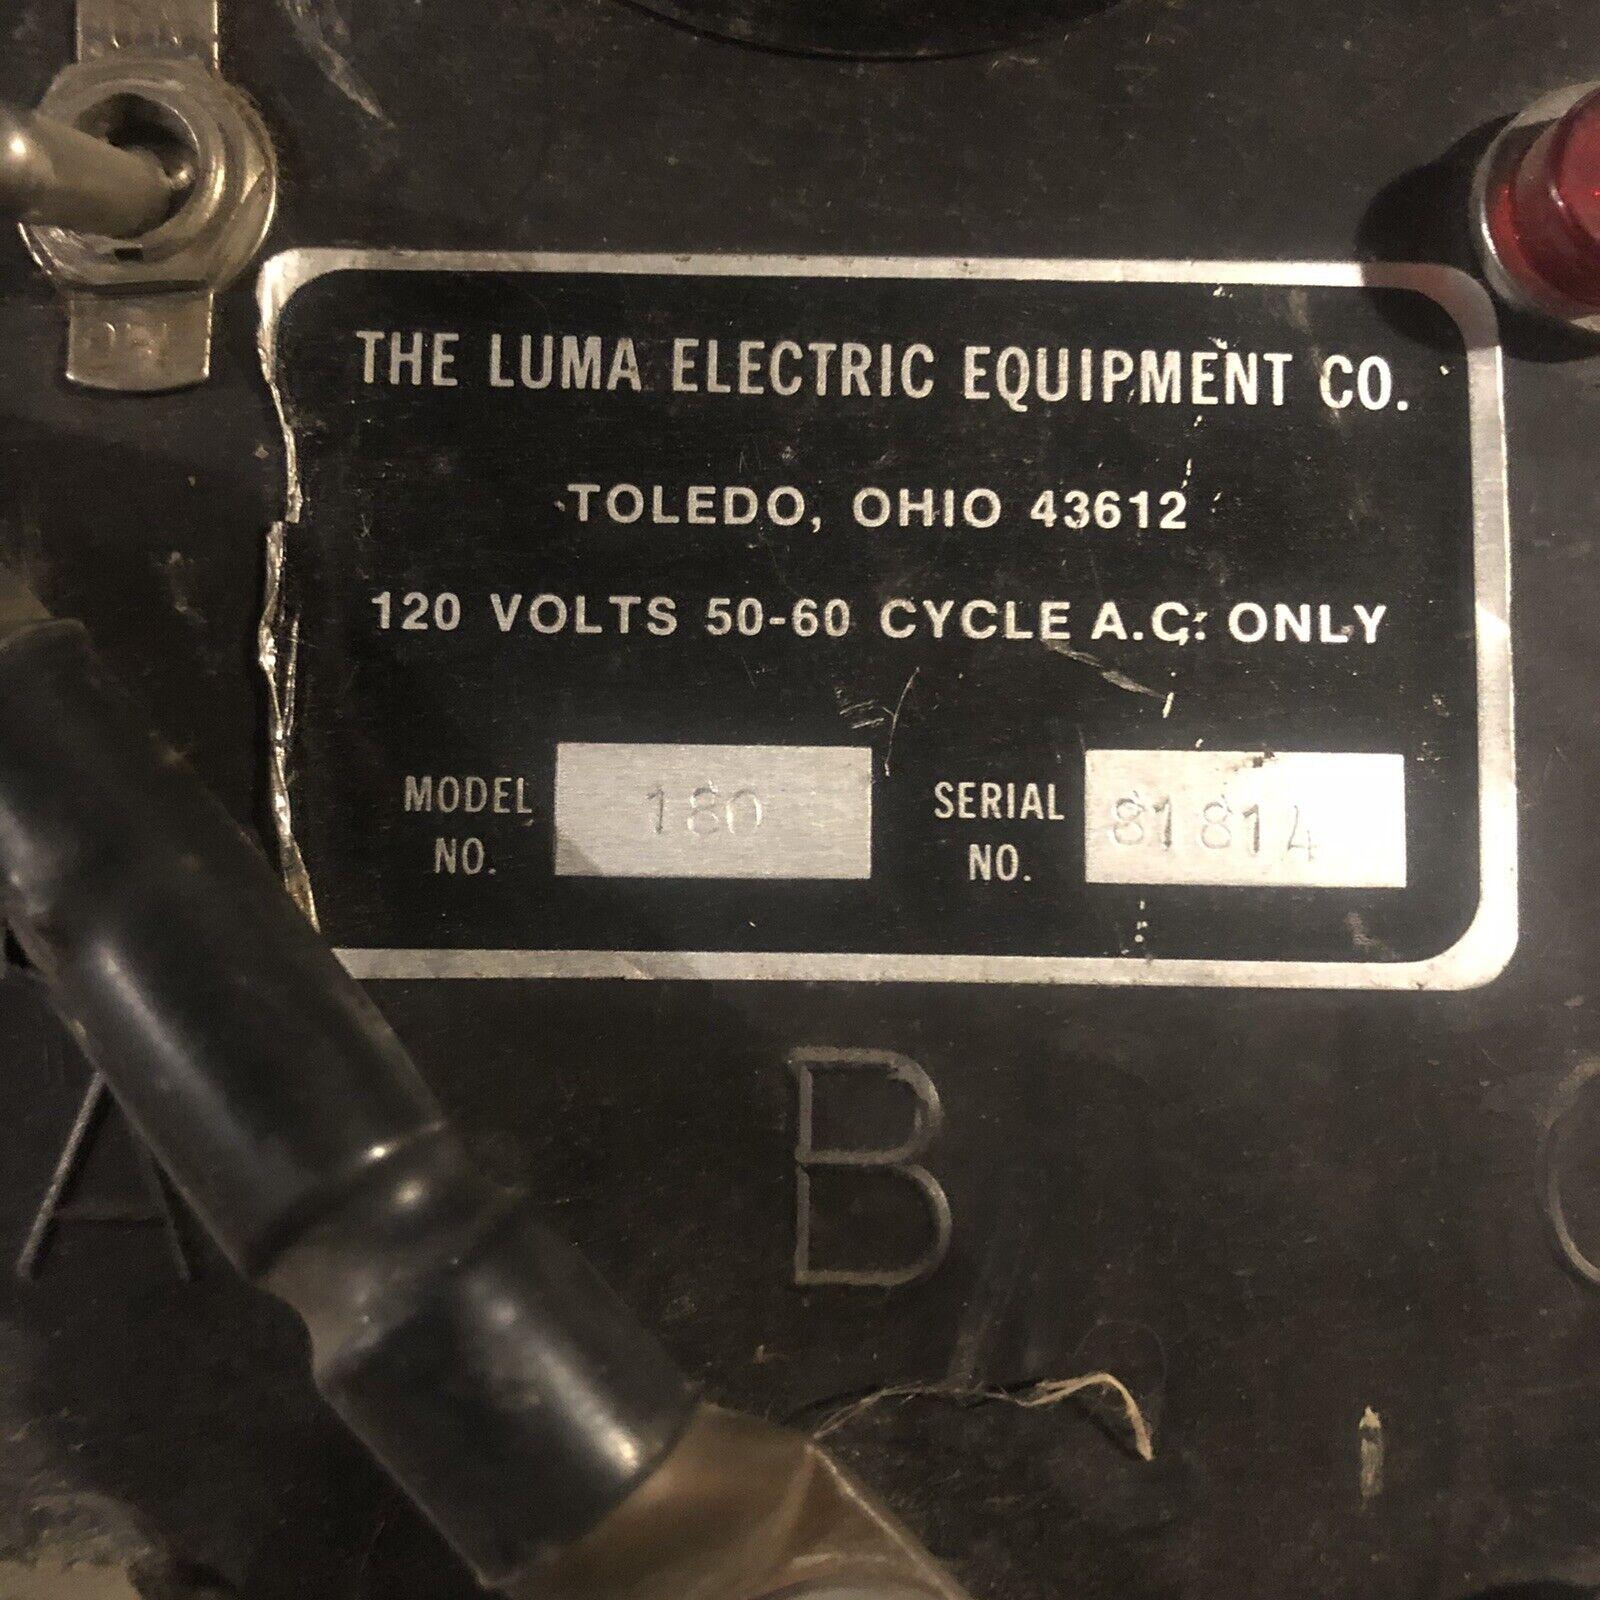 OFF
THE LUMA ELECTRIC EQUIPMENT CO.
TOLEDO, OHIO 43612
120 VOLTS 50-60 CYCLE A.C. ONLY
MODEL NO. 180
SERIAL NO. 81814
A B C